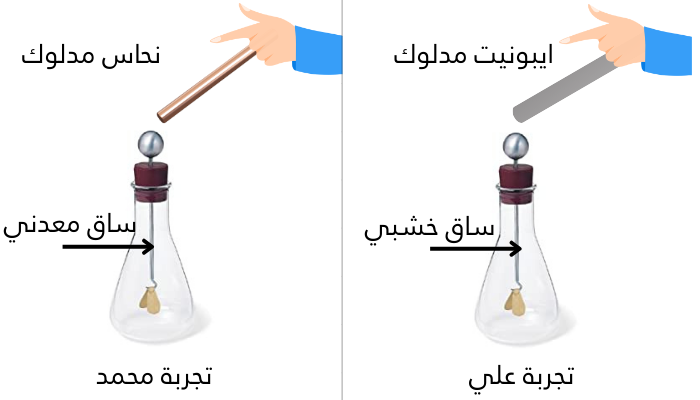 ايبونيت مدلوك
ساق خشبي
تجربة علي
نحاس مدلوك
ساق معدني
تجربة محمد